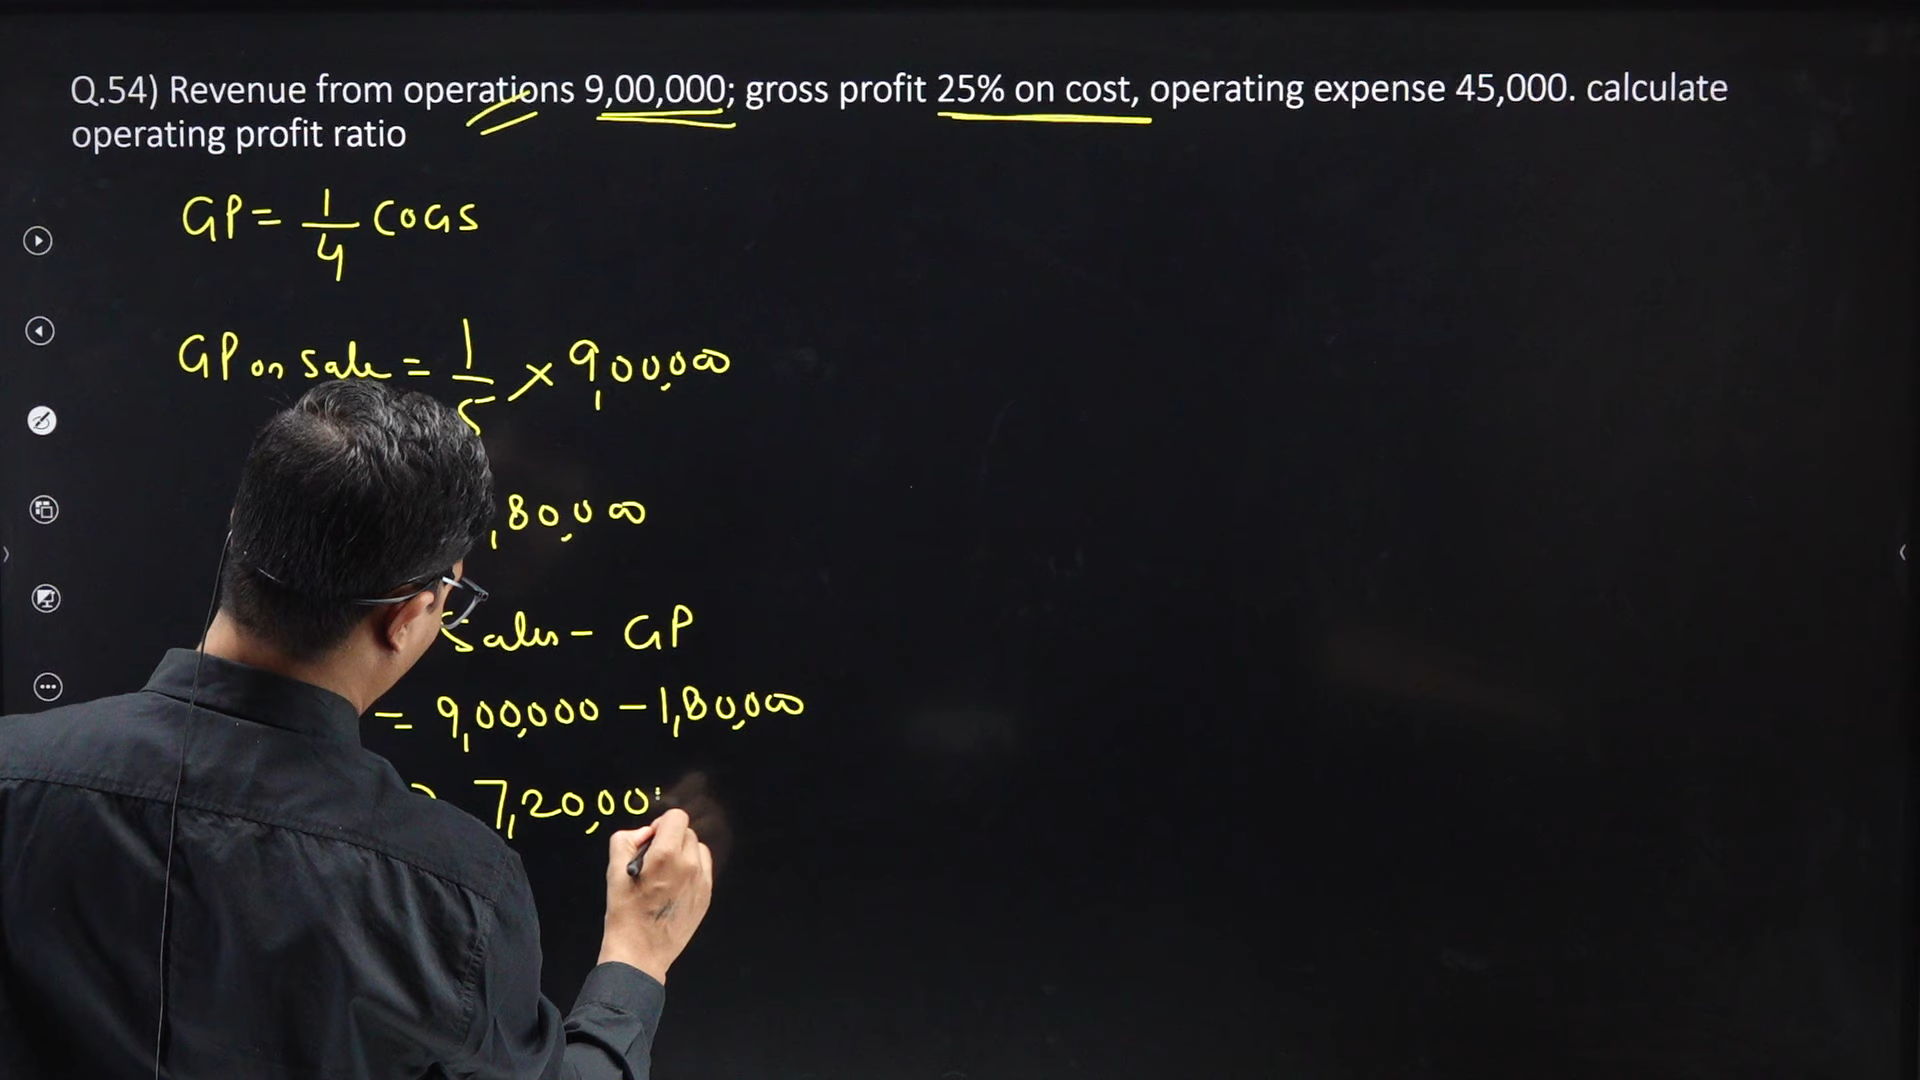 Q.54) Revenue from operations 9,00,000; gross profit 25% on cost, operating expense 45,000. calculate
operating profit ratio
GP = 1/4 COGS
GP on sale = 1/5 × 9,00,000
,80,000
Sales - GP
= 9,00,000 - 1,80,000
7,20,00